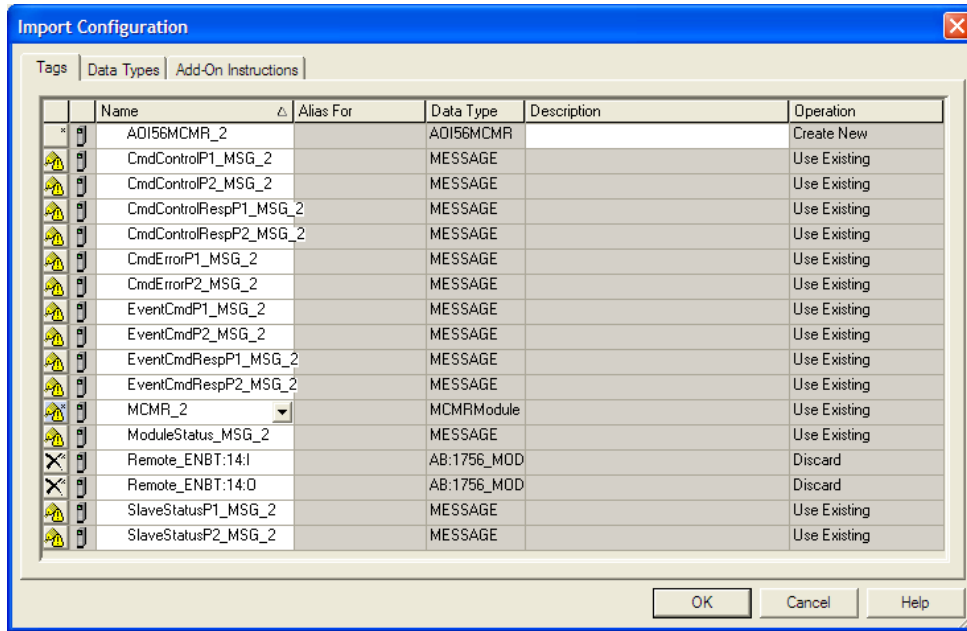 Import Configuration
Tags Data Types Add-On Instructions
Name Alias For Data Type Description Operation
AOI56MCMR_2 AOI56MCMR Create New
CmdControlP1_MSG_2 MESSAGE Use Existing
CmdControlP2_MSG_2 MESSAGE Use Existing
CmdControlRespP1_MSG_2 MESSAGE Use Existing
CmdControlRespP2_MSG_2 MESSAGE Use Existing
CmdErrorP1_MSG_2 MESSAGE Use Existing
CmdErrorP2_MSG_2 MESSAGE Use Existing
EventCmdP1_MSG_2 MESSAGE Use Existing
EventCmdP2_MSG_2 MESSAGE Use Existing
EventCmdRespP1_MSG_2 MESSAGE Use Existing
EventCmdRespP2_MSG_2 MESSAGE Use Existing
MCMR_2 MCMRModule Use Existing
ModuleStatus_MSG_2 MESSAGE Use Existing
Remote_ENBT:14:I AB:1756_MOD Discard
Remote_ENBT:14:O AB:1756_MOD Discard
SlaveStatusP1_MSG_2 MESSAGE Use Existing
SlaveStatusP2_MSG_2 MESSAGE Use Existing
OK Cancel Help